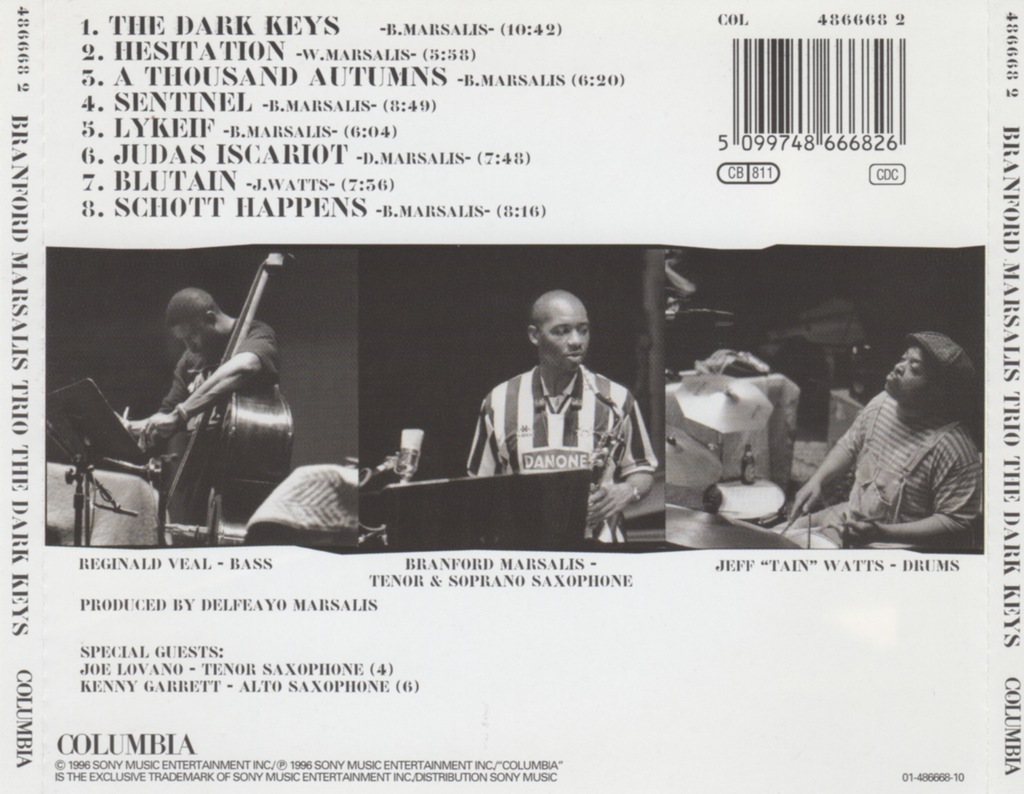 1. THE DARK KEYS -B.MARSALIS- (10:42)
2. HESITATION -W.MARSALIS- (5:58)
3. A THOUSAND AUTUMNS -B.MARSALIS (6:20)
4. SENTINEL -B.MARSALIS- (8:49)
5. LYKEIF -B.MARSALIS- (6:04)
6. JUDAS ISCARIOT -D.MARSALIS- (7:48)
7. BLUTAIN -J.WATTS- (7:36)
8. SCHOTT HAPPENS -B.MARSALIS- (8:16)
COL 486668 2
5 099748 666826
CB 811
CDC
DANONE
REGINALD VEAL - BASS
BRANFORD MARSALIS -
TENOR & SOPRANO SAXOPHONE
JEFF "TAIN" WATTS - DRUMS
PRODUCED BY DELFEAYO MARSALIS
SPECIAL GUESTS:
JOE LOVANO - TENOR SAXOPHONE (4)
KENNY GARRETT - ALTO SAXOPHONE (6)
COLUMBIA
© 1996 SONY MUSIC ENTERTAINMENT INC./℗ 1996 SONY MUSIC ENTERTAINMENT INC./"COLUMBIA"
IS THE EXCLUSIVE TRADEMARK OF SONY MUSIC ENTERTAINMENT INC./DISTRIBUTION SONY MUSIC
01-486668-10
486668 2 BRANFORD MARSALIS TRIO THE DARK KEYS COLUMBIA
486668 2 BRANFORD MARSALIS TRIO THE DARK KEYS COLUMBIA